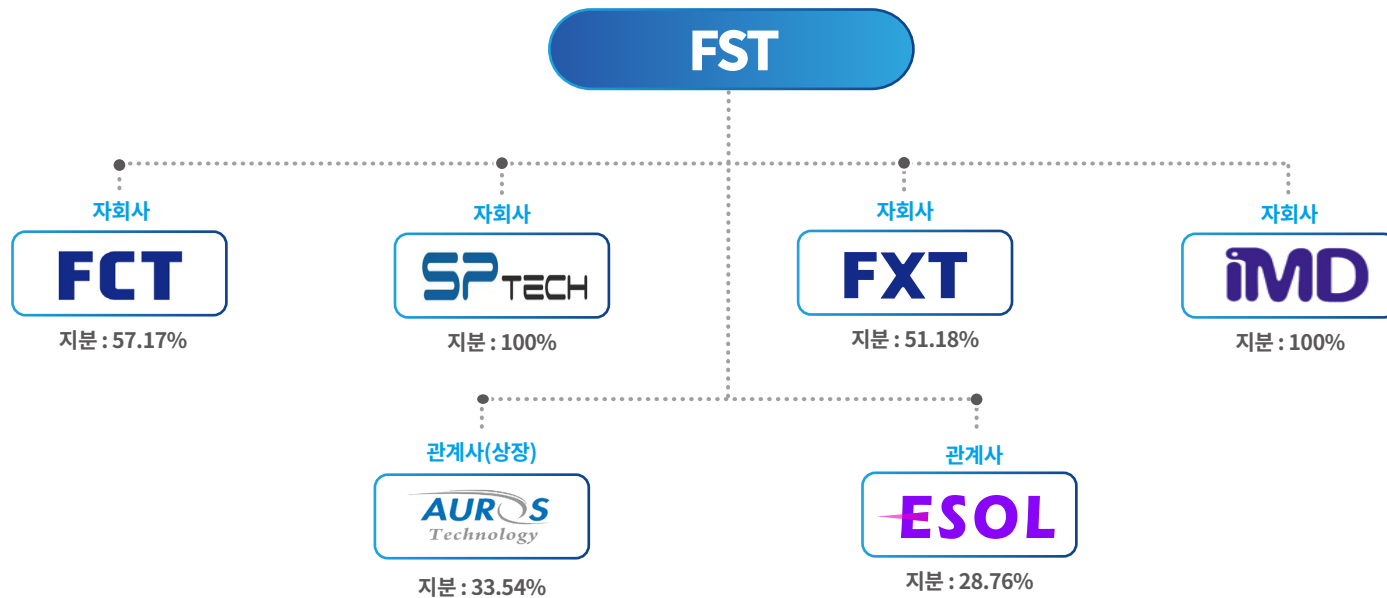 FST
자회사
FCT
지분 : 57.17%
자회사
SP TECH
지분 : 100%
자회사
FXT
지분 : 51.18%
자회사
iMD
지분 : 100%
관계사(상장)
AUROS
Technology
지분 : 33.54%
관계사
ESOL
지분 : 28.76%